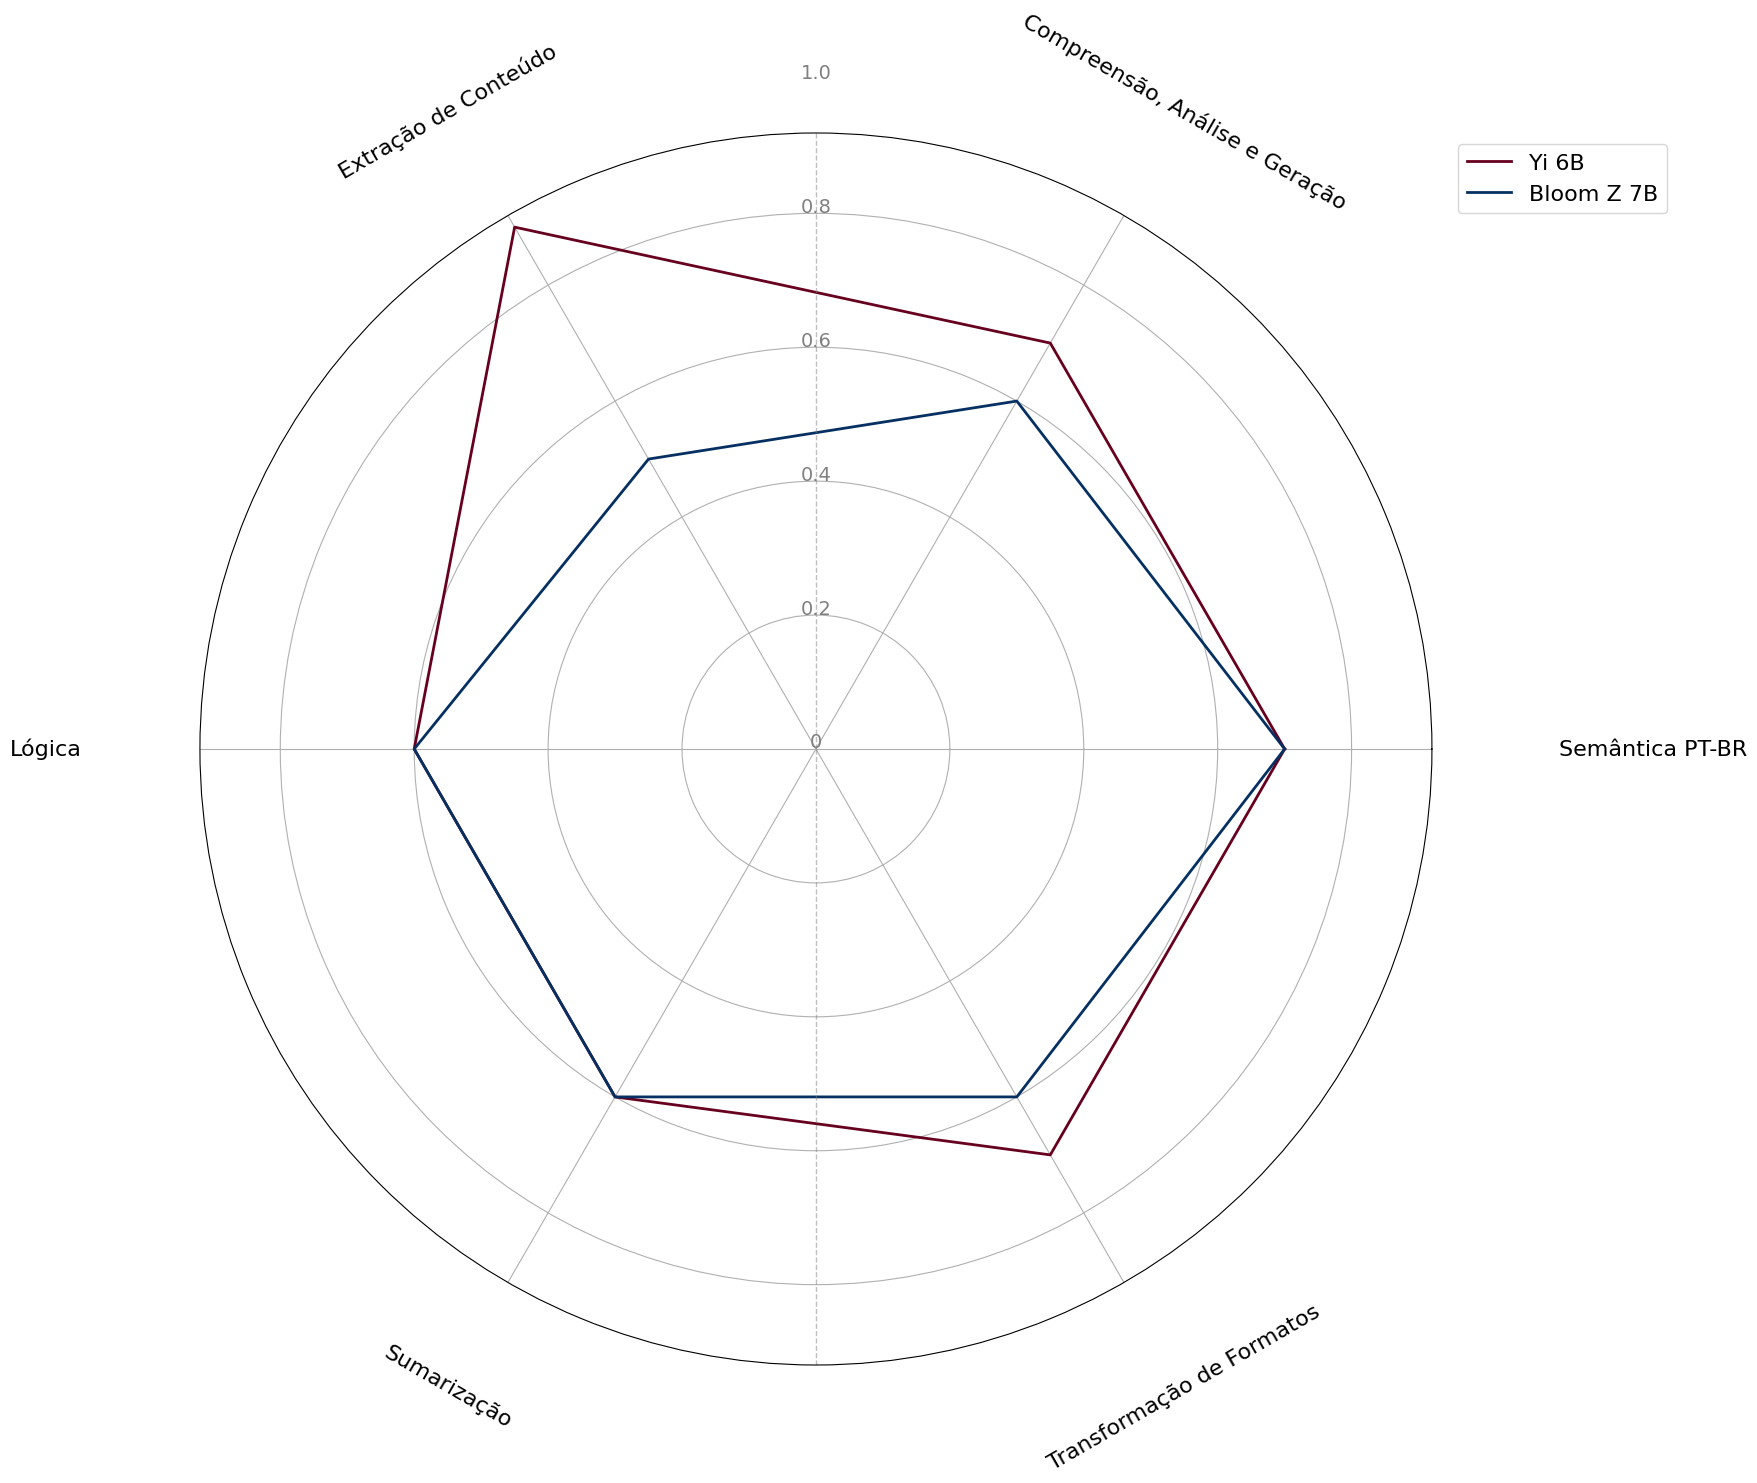 Compreensão, Análise e Geração
Extração de Conteúdo
1.0
Yi 6B
Bloom Z 7B
0.8
0.6
0.4
0.2
0
Lógica
Semântica PT-BR
Sumarização
Transformação de Formatos